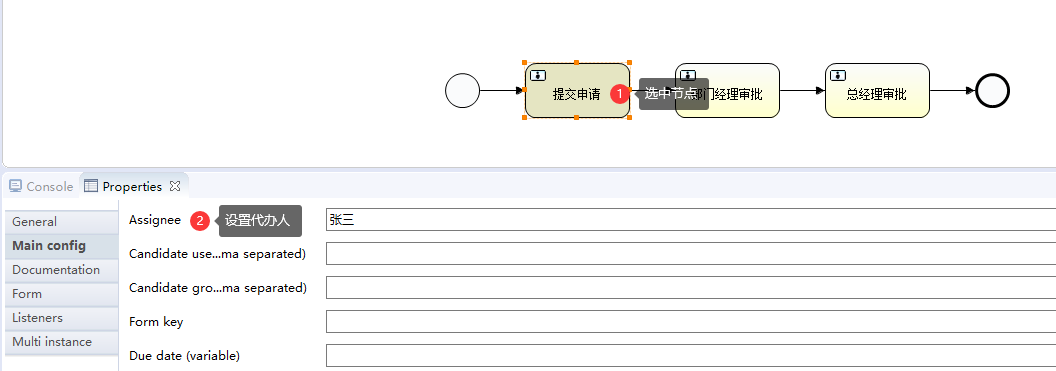 提交申请
1
选中节点
部门经理审批
总经理审批
Console
Properties
General
Main config
Documentation
Form
Listeners
Multi instance
Assignee
2
设置代办人
张三
Candidate use...ma separated)
Candidate gro...ma separated)
Form key
Due date (variable)